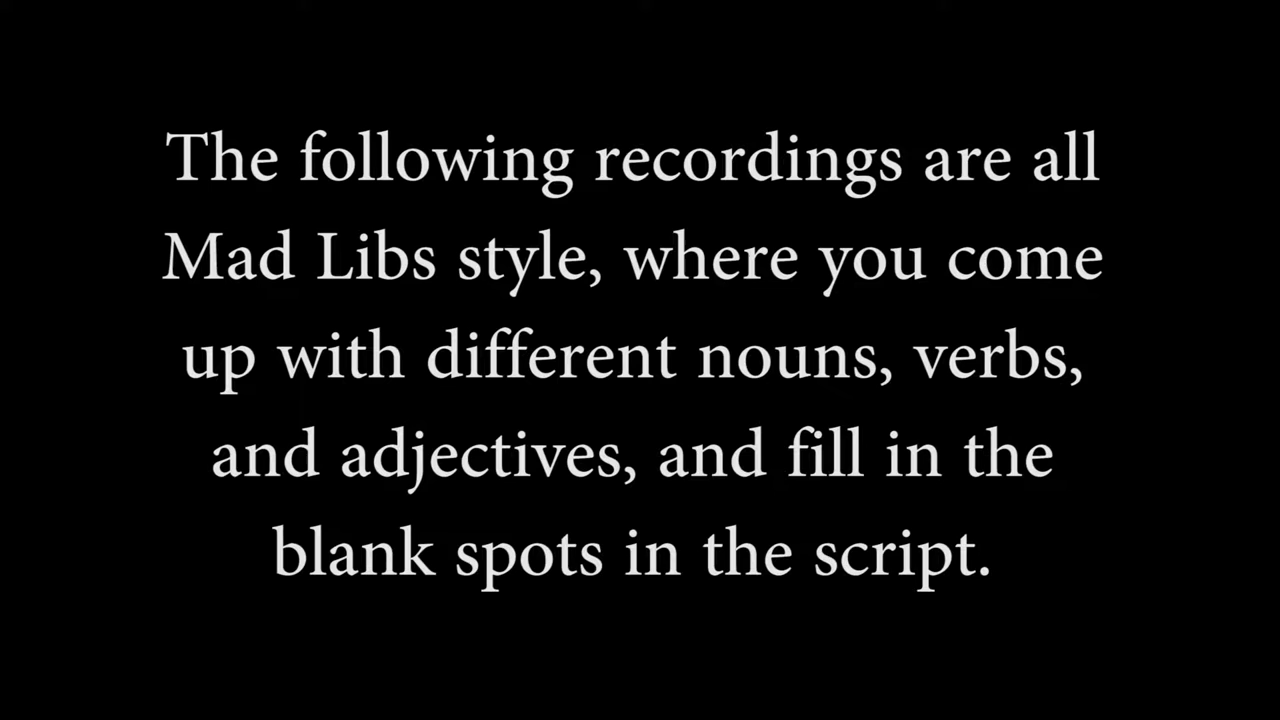 The following recordings are all
Mad Libs style, where you come
up with different nouns, verbs,
and adjectives, and fill in the
blank spots in the script.